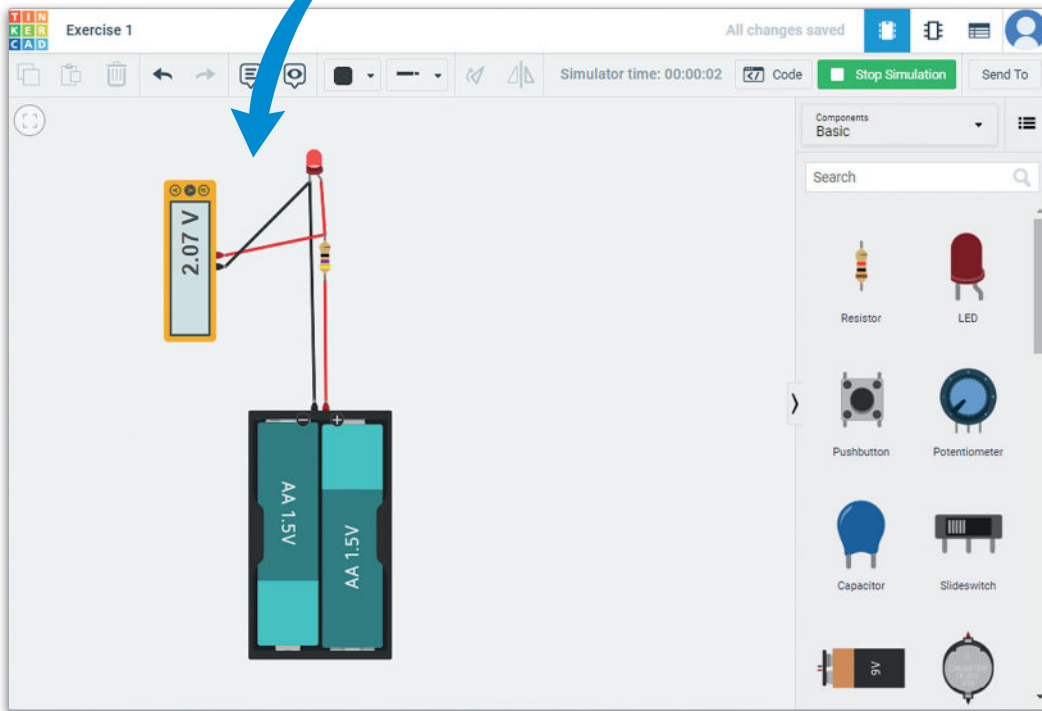 TIN
KER
CAD
Exercise 1
All changes saved
Simulator time: 00:00:02
Code
Stop Simulation
Send To
Components
Basic
Search
2.07 V
Resistor
LED
Pushbutton
Potentiometer
Capacitor
Slideswitch
AA 1.5V
AA 1.5V
9V